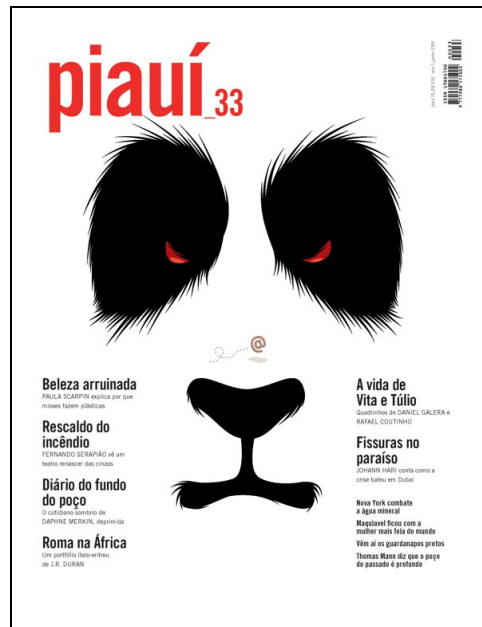 piauí_33
@
Beleza arruinada
PAULA SCARPIN explica por que
misses fazem plásticas
Rescaldo do
incêndio
FERNANDO SERAPIÃO vê um
teatro renascer das cinzas
Diário do fundo
do poço
O cotidiano sombrio de
DAPHNE MERKIN, deprimida
Roma na África
Um portfólio ítalo-eritreu
de J.R. DURAN
A vida de
Vita e Túlio
Quadrinhos de DANIEL GALERA e
RAFAEL COUTINHO
Fissuras no
paraíso
JOHANN HARI conta como a
crise bateu em Dubai
Nova York combate
a água mineral
Maquiavel ficou com a
mulher mais feia do mundo
Vêm aí os guardanapos pretos
Thomas Mann diz que o poço
do passado é profundo